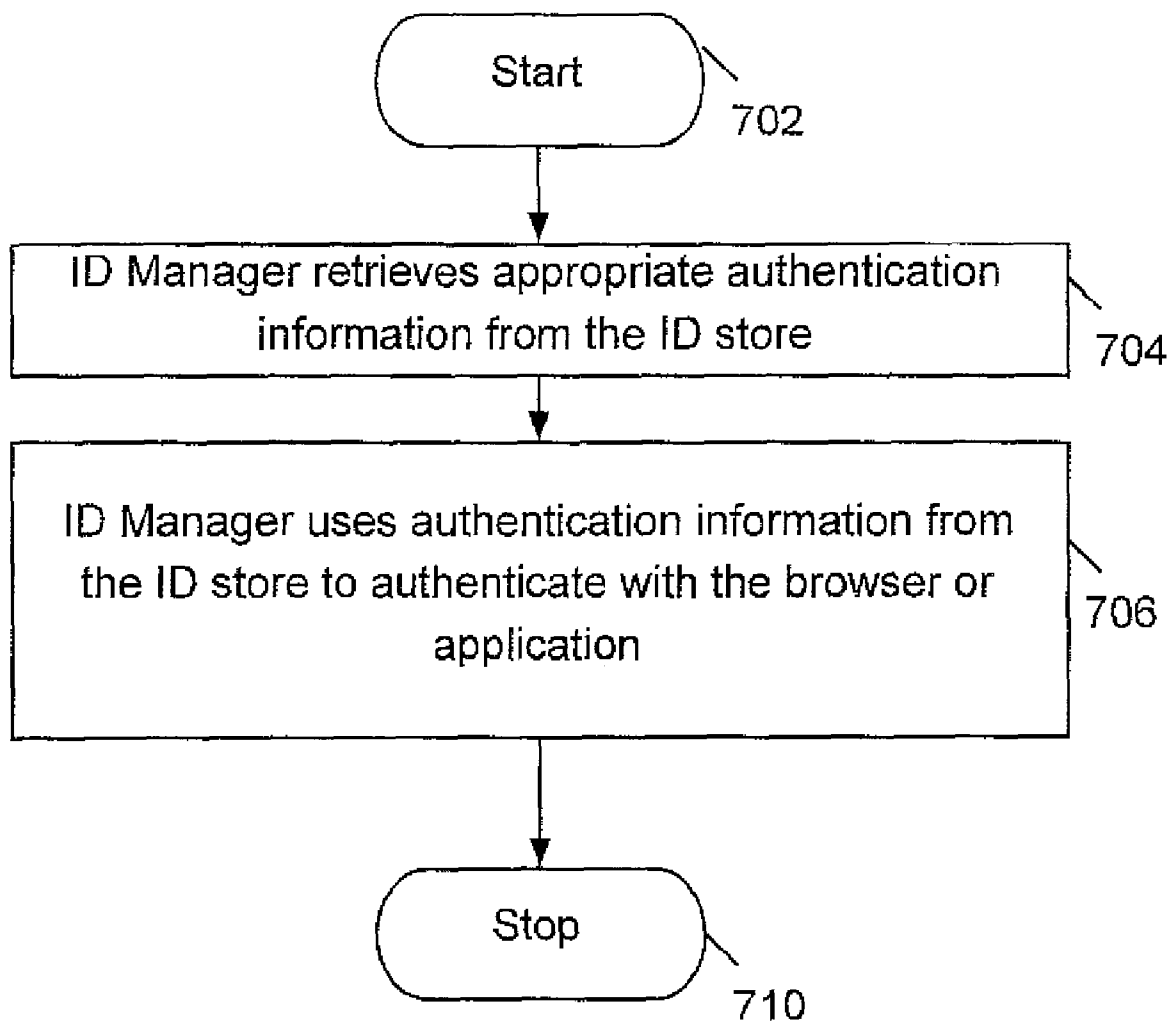 Start
702
ID Manager retrieves appropriate authentication
information from the ID store
704
ID Manager uses authentication information from
the ID store to authenticate with the browser or
application
706
Stop
710